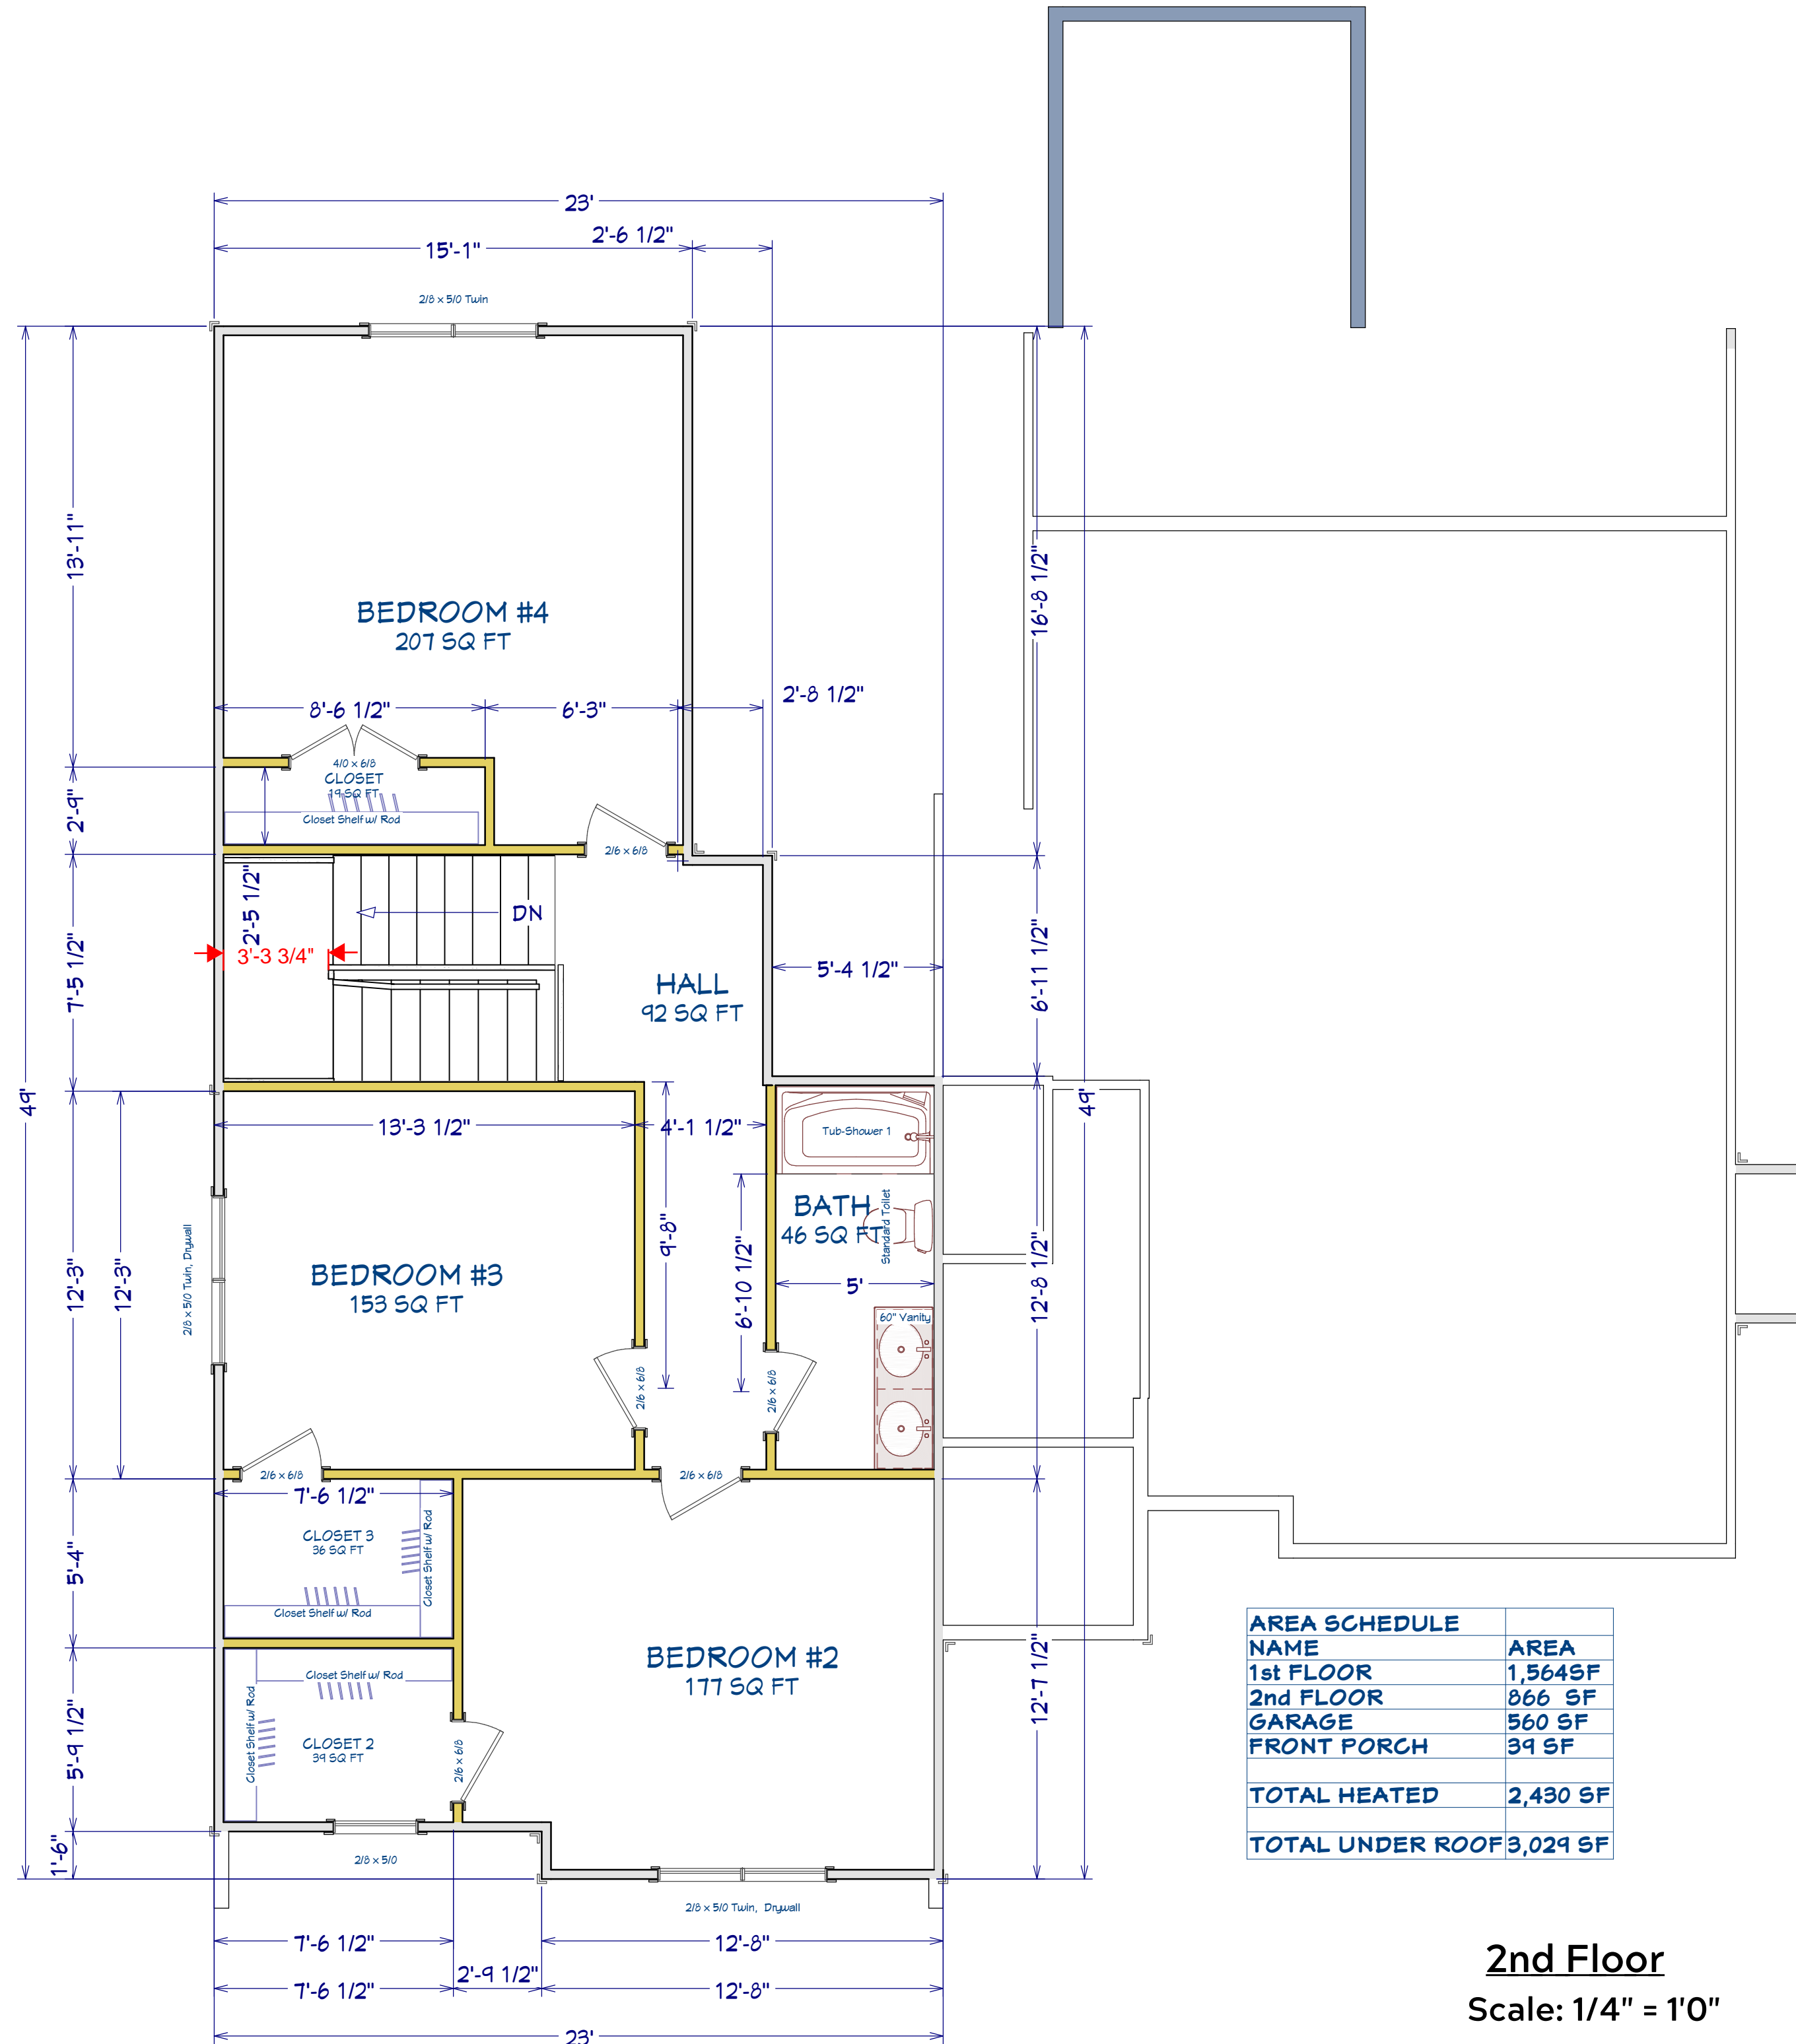 23'
2'-6 1/2"
15'-1"
2/8 x 5/0 Twin
13'-11"
16'-8 1/2"
BEDROOM #4
207 SQ FT
2'-8 1/2"
8'-6 1/2"
6'-3"
4/0 x 6/8
CLOSET
19 SQ FT
Closet Shelf w/ Rod
2'-9"
2/6 x 6/8
2'-5 1/2"
DN
3'-3 3/4"
7'-5 1/2"
HALL
92 SQ FT
5'-4 1/2"
6'-11 1/2"
49'
49'
13'-3 1/2"
4'-1 1/2"
Tub-Shower 1
BATH
46 SQ FT
Standard Toilet
9'-8"
6'-10 1/2"
5'
12'-8 1/2"
2/8 x 5/0 Twin, Drywall
BEDROOM #3
153 SQ FT
12'-3"
12'-3"
60" Vanity
2/6 x 6/8
2/6 x 6/8
2/6 x 6/8
2/6 x 6/8
7'-6 1/2"
CLOSET 3
36 SQ FT
Closet Shelf w/ Rod
Closet Shelf w/ Rod
5'-4"
BEDROOM #2
177 SQ FT
12'-7 1/2"
Closet Shelf w/ Rod
Closet Shelf w/ Rod
CLOSET 2
39 SQ FT
2/6 x 6/8
5'-9 1/2"
1'-6"
2/8 x 5/0
2/8 x 5/0 Twin, Drywall
7'-6 1/2"
12'-8"
2'-9 1/2"
7'-6 1/2"
12'-8"
23'
AREA SCHEDULE
NAME AREA
1st FLOOR 1,564SF
2nd FLOOR 866 SF
GARAGE 560 SF
FRONT PORCH 39 SF
TOTAL HEATED 2,430 SF
TOTAL UNDER ROOF 3,029 SF
2nd Floor
Scale: 1/4" = 1'0"